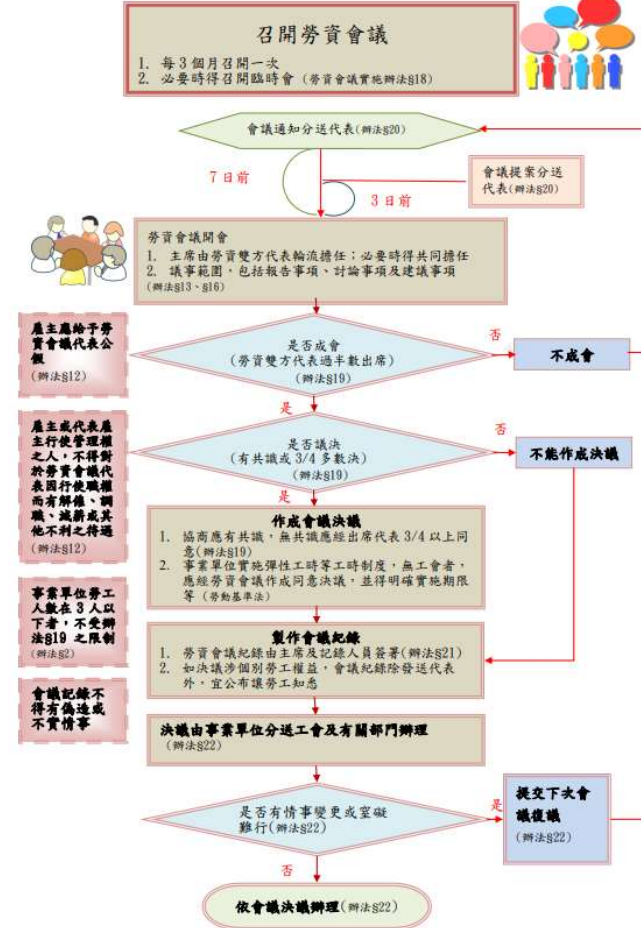 召開勞資會議
1. 每3個月召開一次
2. 必要時得召開臨時會 (勞資會議實施辦法§18)
會議通知分送代表(辦法§20)
7日前
3日前
會議提案分送
代表(辦法§20)
勞資會議開會
1. 主席由勞資雙方代表輪流擔任；必要時得共同擔任
2. 議事範圍，包括報告事項、討論事項及建議事項
(辦法§13、§16)
雇主應給予勞
資會議代表公
假
(辦法§12)
是否成會
(勞資雙方代表過半數出席)
(辦法§19)
否
不成會
是
雇主或代表雇
主行使管理權
之人，不得對
於勞資會議代
表因行使職權
而有解僱、調
職、減薪或其
他不利之待遇
(辦法§12)
是否議決
(有共識或 3/4 多數決)
(辦法§19)
否
不能作成決議
是
作成會議決議
1. 協商應有共識，無共識應經出席代表 3/4 以上同
意(辦法§19)
2. 事業單位實施彈性工時等工時制度，無工會者，
應經勞資會議作成同意決議，並得明確實施期限
等 (勞動基準法)
事業單位勞工
人數在 3 人以
下者，不受辦
法§19 之限制
(辦法§2)
製作會議紀錄
1. 勞資會議紀錄由主席及記錄人員簽署(辦法§21)
2. 如決議涉個別勞工權益，會議紀錄除發送代表
外，宜公布讓勞工知悉
會議記錄不
得有偽造或
不實情事
決議由事業單位分送工會及有關部門辦理
(辦法§22)
是否有情事變更或窒礙
難行(辦法§22)
是
提交下次會
議復議
(辦法§22)
否
依會議決議辦理(辦法§22)